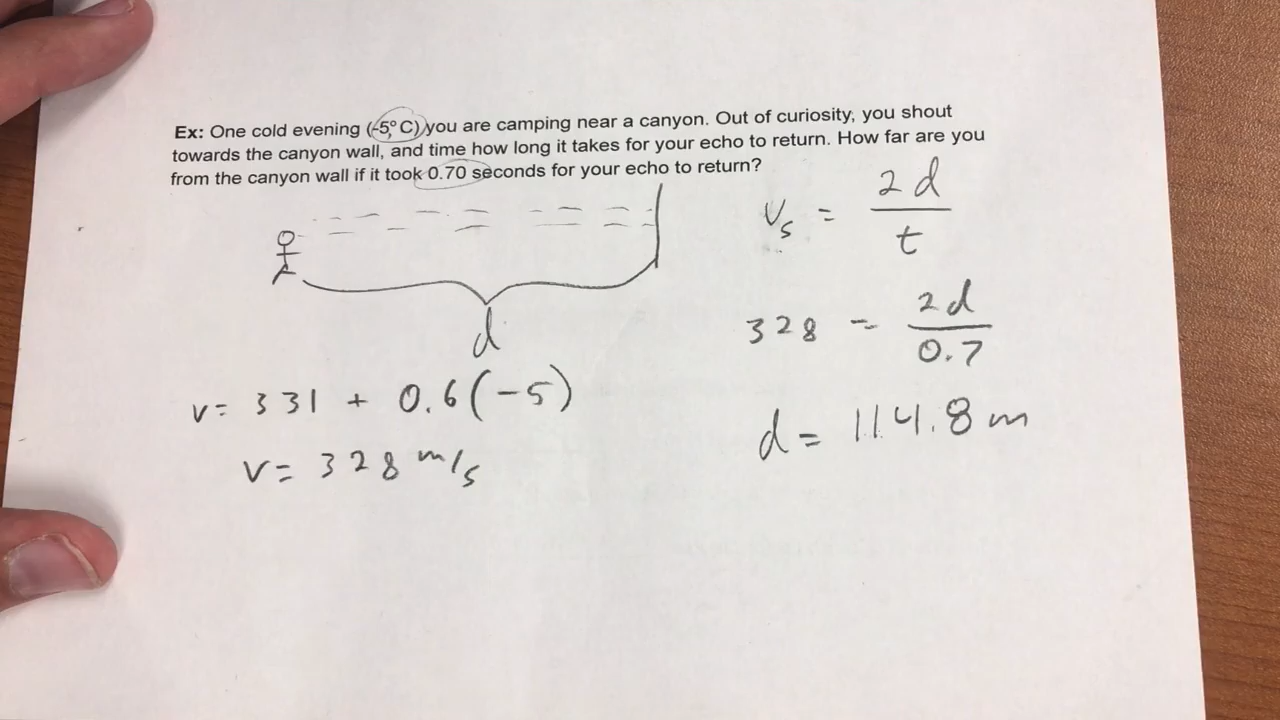 Ex: One cold evening (-5° C) you are camping near a canyon. Out of curiosity, you shout
towards the canyon wall, and time how long it takes for your echo to return. How far are you
from the canyon wall if it took 0.70 seconds for your echo to return?
d
v = 331 + 0.6(-5)
v = 328 m/s
vs = 2d/t
328 = 2d/0.7
d = 114.8 m